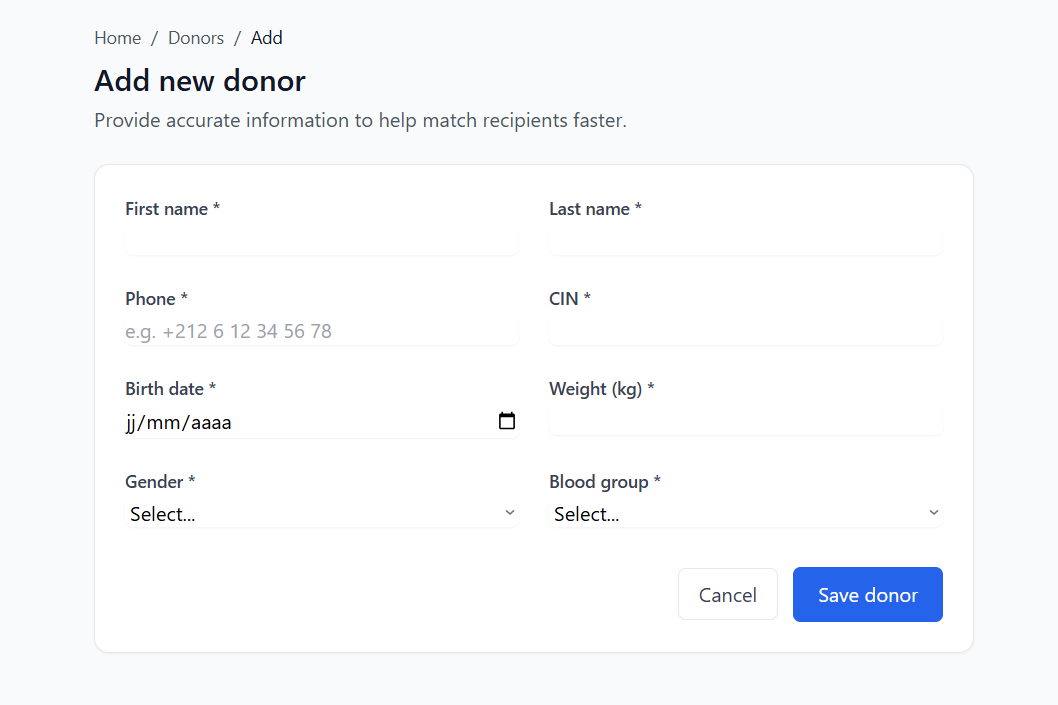 Home / Donors / Add
Add new donor
Provide accurate information to help match recipients faster.
First name *
Last name *
Phone *
CIN *
e.g. +212 6 12 34 56 78
Birth date *
Weight (kg) *
jj/mm/aaaa
Gender *
Blood group *
Select...
Select...
Cancel
Save donor